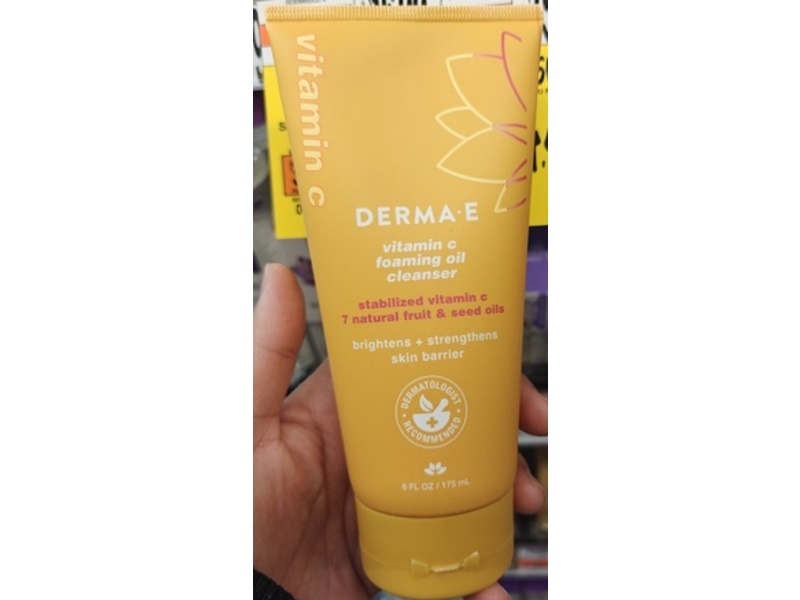 vitamin c
DERMA·E
vitamin c
foaming oil
cleanser
stabilized vitamin c
7 natural fruit & seed oils
brightens + strengthens
skin barrier
DERMATOLOGIST
RECOMMENDED
6 FL OZ / 175 mL